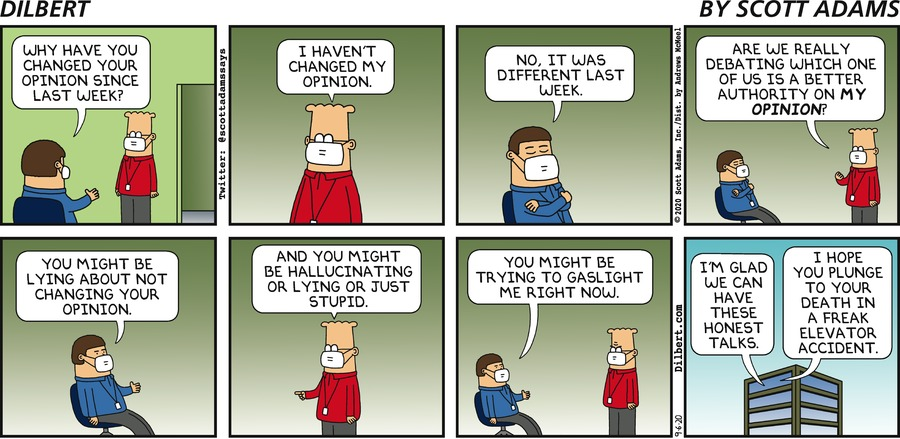 DILBERT
BY SCOTT ADAMS
WHY HAVE YOU
CHANGED YOUR
OPINION SINCE
LAST WEEK?
Twitter: @scottadamssays
I HAVEN'T
CHANGED MY
OPINION.
NO, IT WAS
DIFFERENT LAST
WEEK.
© 2020 Scott Adams, Inc./Dist. by Andrews McMeel
ARE WE REALLY
DEBATING WHICH ONE
OF US IS A BETTER
AUTHORITY ON MY
OPINION?
YOU MIGHT BE
LYING ABOUT NOT
CHANGING YOUR
OPINION.
AND YOU MIGHT
BE HALLUCINATING
OR LYING OR JUST
STUPID.
YOU MIGHT BE
TRYING TO GASLIGHT
ME RIGHT NOW.
9-6-20 Dilbert.com
I'M GLAD
WE CAN
HAVE
THESE
HONEST
TALKS.
I HOPE
YOU PLUNGE
TO YOUR
DEATH IN
A FREAK
ELEVATOR
ACCIDENT.